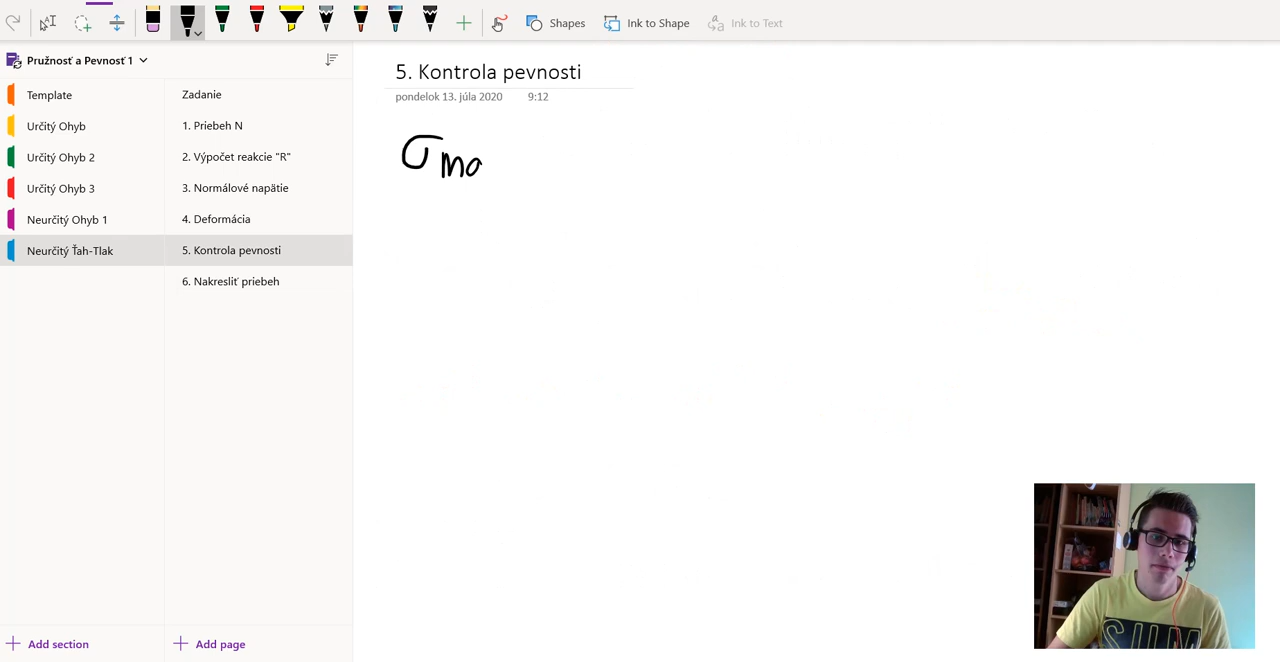 Shapes
Ink to Shape
Ink to Text
Pružnosť a Pevnosť 1
Template
Určitý Ohyb
Určitý Ohyb 2
Určitý Ohyb 3
Neurčitý Ohyb 1
Neurčitý Ťah-Tlak
Add section
Zadanie
1. Priebeh N
2. Výpočet reakcie "R"
3. Normálové napätie
4. Deformácia
5. Kontrola pevnosti
6. Nakresliť priebeh
Add page
5. Kontrola pevnosti
pondelok 13. júla 2020 9:12
σma
SUM